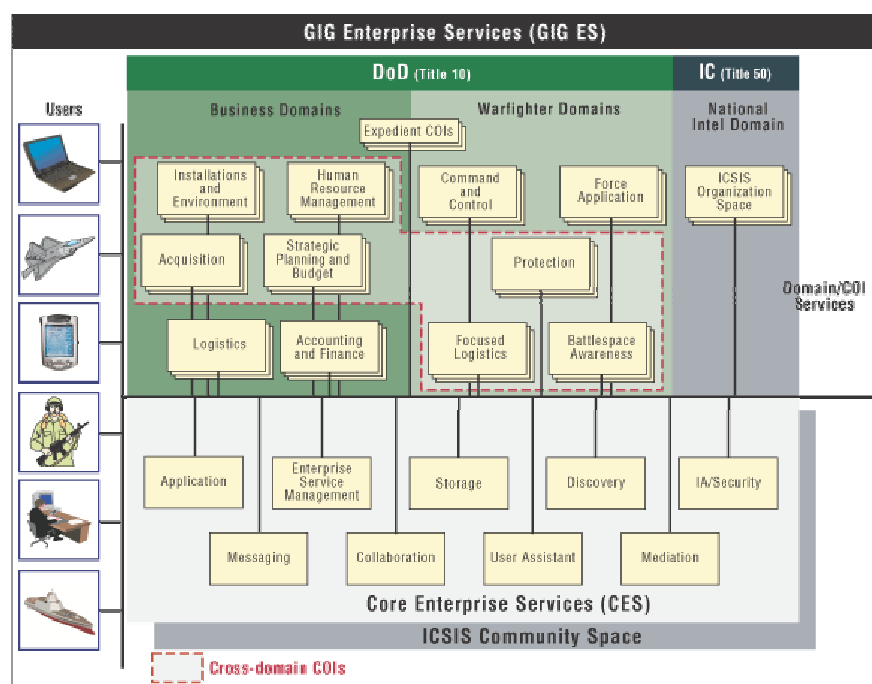 GIG Enterprise Services (GIG ES)
DoD (Title 10)
IC (Title 50)
Users
Business Domains
Warfighter Domains
National
Intel Domain
Expedient COIs
Installations
and
Environment
Human
Resource
Management
Command
and
Control
Force
Application
ICSIS
Organization
Space
Acquisition
Strategic
Planning and
Budget
Protection
Domain/COI
Services
Logistics
Accounting
and Finance
Focused
Logistics
Battlespace
Awareness
Application
Enterprise
Service
Management
Storage
Discovery
IA/Security
Messaging
Collaboration
User Assistant
Mediation
Core Enterprise Services (CES)
ICSIS Community Space
Cross-domain COIs